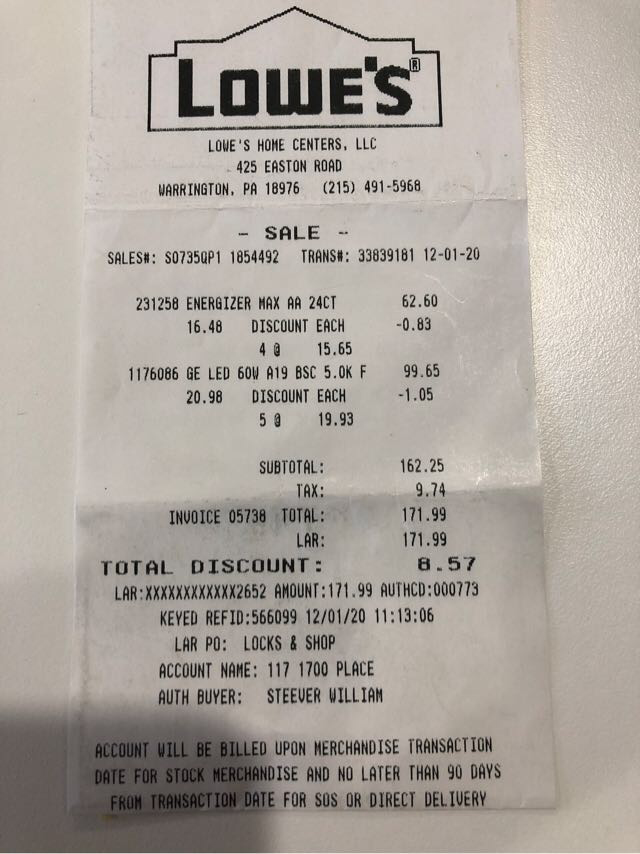 LOWE'S®
LOWE'S HOME CENTERS, LLC
425 EASTON ROAD
WARRINGTON, PA 18976 (215) 491-5968
- SALE -
SALES#: S0735QP1 1854492 TRANS#: 33839181 12-01-20
231258 ENERGIZER MAX AA 24CT 62.60
16.48 DISCOUNT EACH -0.83
4 @ 15.65
1176086 GE LED 60W A19 BSC 5.0K F 99.65
20.98 DISCOUNT EACH -1.05
5 @ 19.93
SUBTOTAL: 162.25
TAX: 9.74
INVOICE 05738 TOTAL: 171.99
LAR: 171.99
TOTAL DISCOUNT: 8.57
LAR:XXXXXXXXXXXX2652 AMOUNT:171.99 AUTHCD:000773
KEYED REFID:566099 12/01/20 11:13:06
LAR PO: LOCKS & SHOP
ACCOUNT NAME: 117 1700 PLACE
AUTH BUYER: STEEVER WILLIAM
ACCOUNT WILL BE BILLED UPON MERCHANDISE TRANSACTION
DATE FOR STOCK MERCHANDISE AND NO LATER THAN 90 DAYS
FROM TRANSACTION DATE FOR SOS OR DIRECT DELIVERY